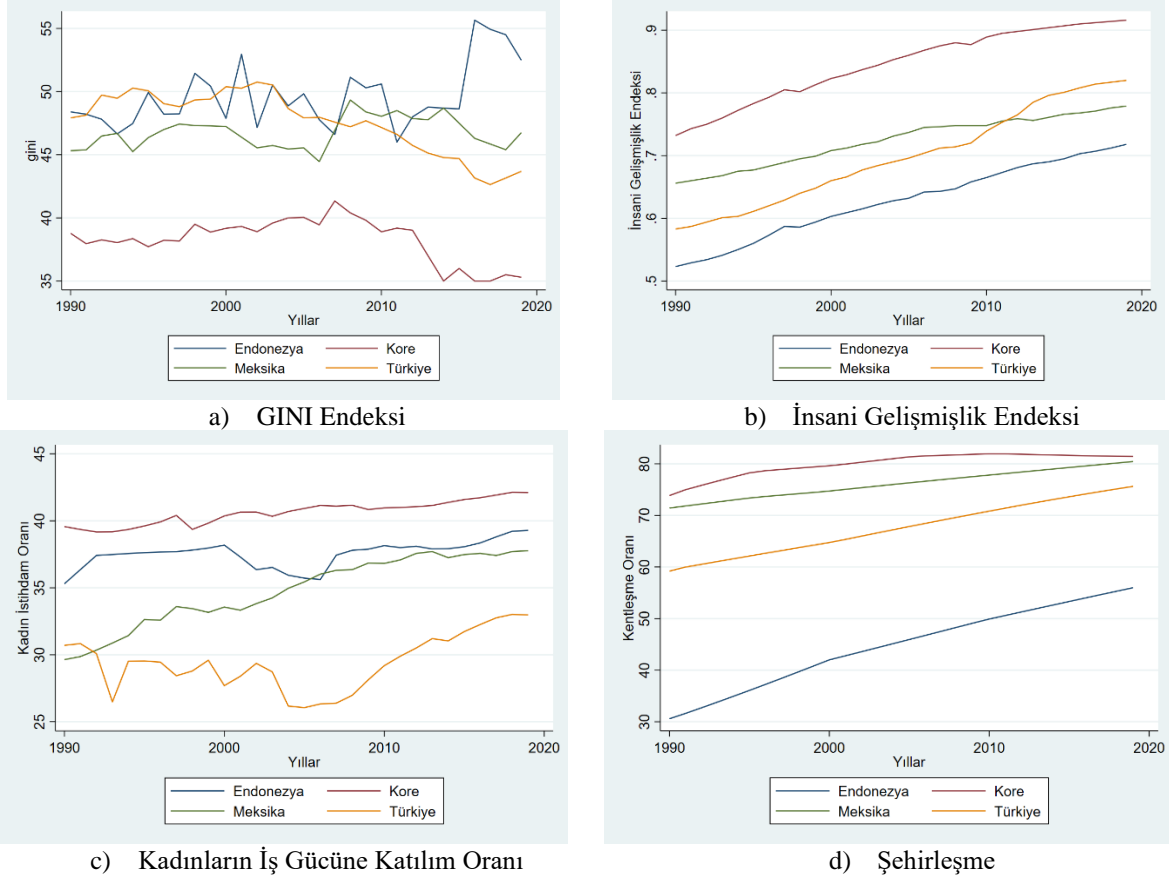 55
50
45
40
35
gini
1990
2000
2010
2020
Yıllar
Endonezya
Kore
Meksika
Türkiye
a) GINI Endeksi
.9
.8
.7
.6
.5
İnsani Gelişmişlik Endeksi
1990
2000
2010
2020
Yıllar
Endonezya
Kore
Meksika
Türkiye
b) İnsani Gelişmişlik Endeksi
45
40
35
30
25
Kadın İstihdam Oranı
1990
2000
2010
2020
Yıllar
Endonezya
Kore
Meksika
Türkiye
c) Kadınların İş Gücüne Katılım Oranı
80
70
60
50
40
30
Kentleşme Oranı
1990
2000
2010
2020
Yıllar
Endonezya
Kore
Meksika
Türkiye
d) Şehirleşme